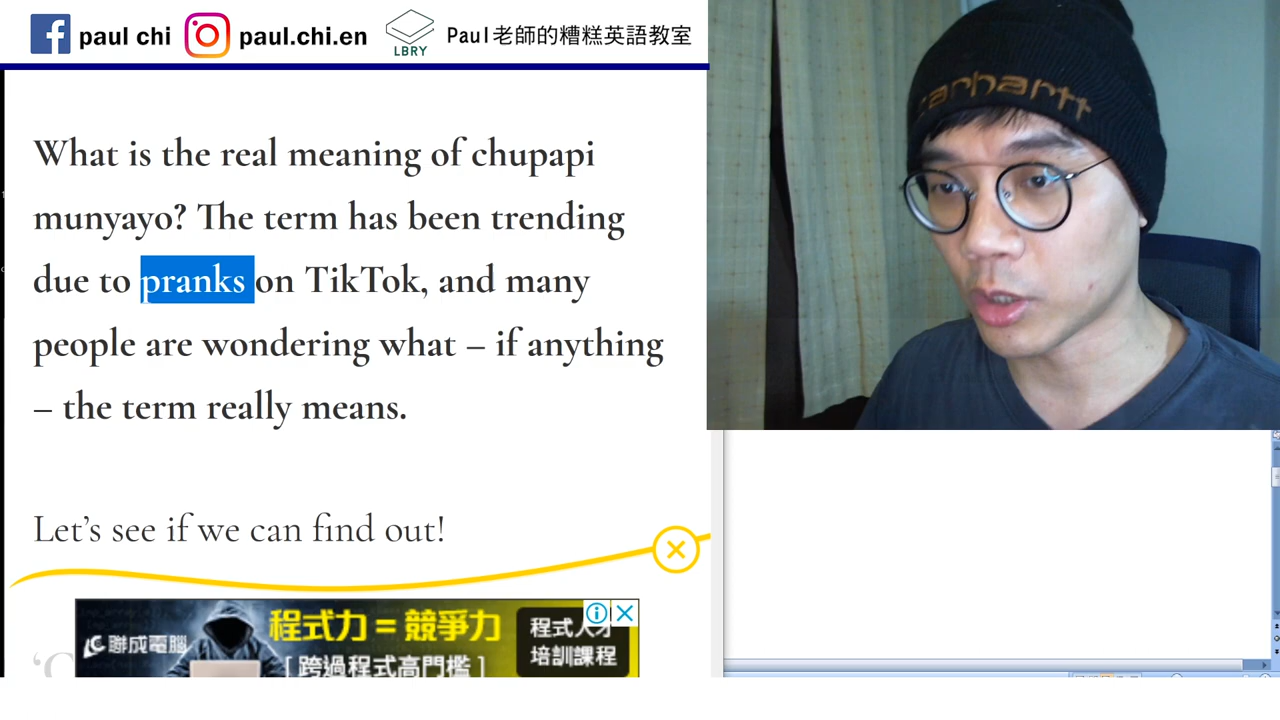 paul chi
paul.chi.en
LBRY
Paul老師的糟糕英語教室
carhartt
What is the real meaning of chupapi
munyayo? The term has been trending
due to pranks on TikTok, and many
people are wondering what – if anything
– the term really means.
Let’s see if we can find out!
聯成電腦
程式力 = 競爭力
[ 跨過程式高門檻 ]
程式人才
培訓課程
‘C